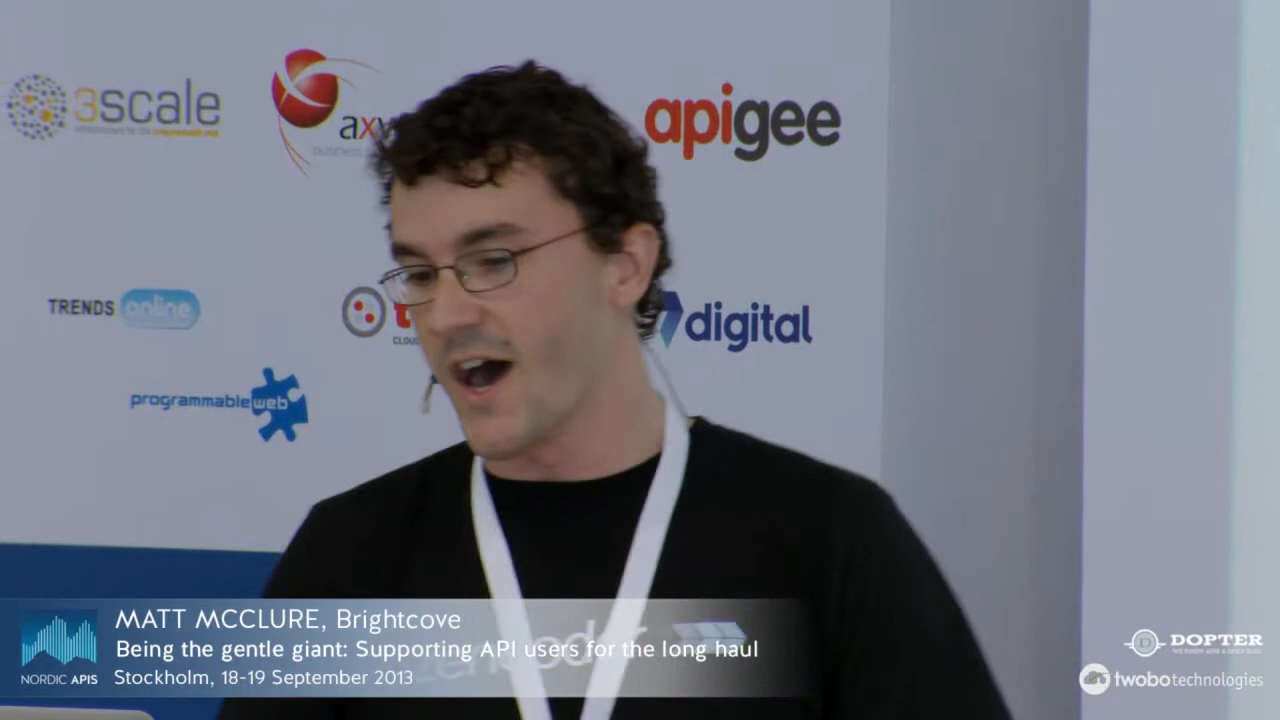 3scale
apigee
TRENDS online
digital
programmableweb
MATT MCCLURE, Brightcove
Being the gentle giant: Supporting API users for the long haul
NORDIC APIS
Stockholm, 18-19 September 2013
DOPTER
twobotechnologies